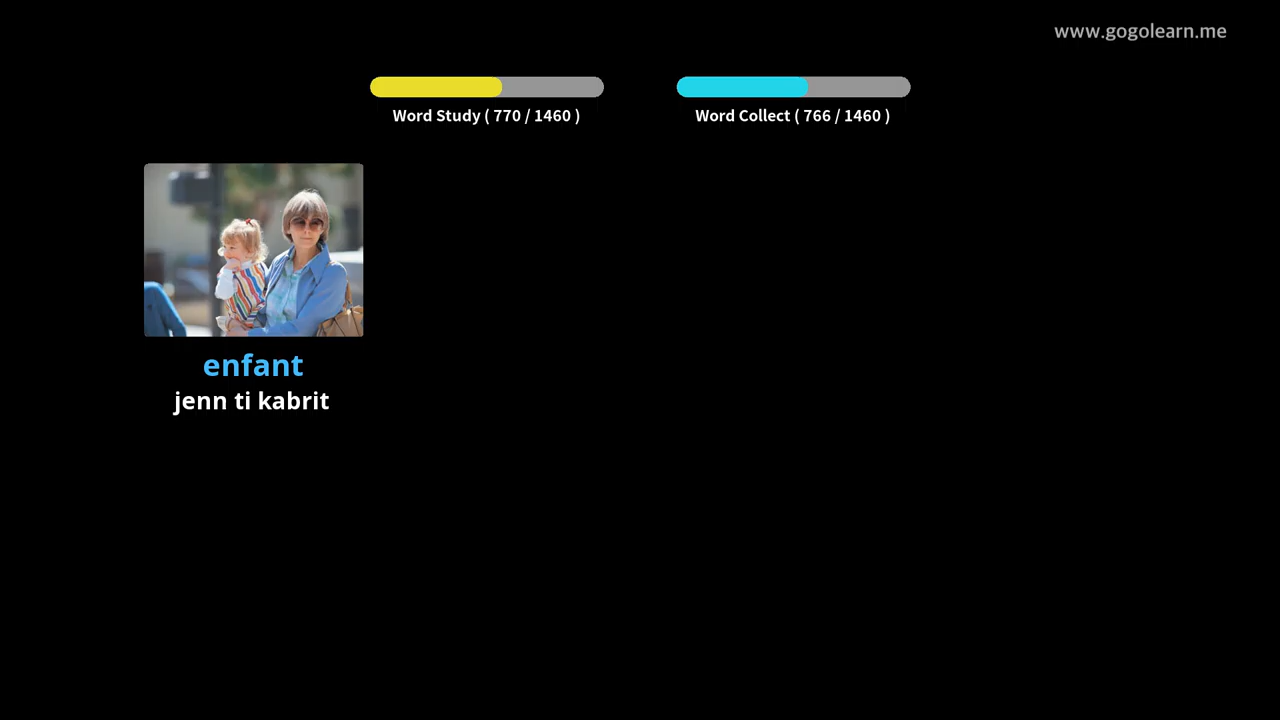 www.gogolearn.me
Word Study ( 770 / 1460 )
Word Collect ( 766 / 1460 )
enfant
jenn ti kabrit